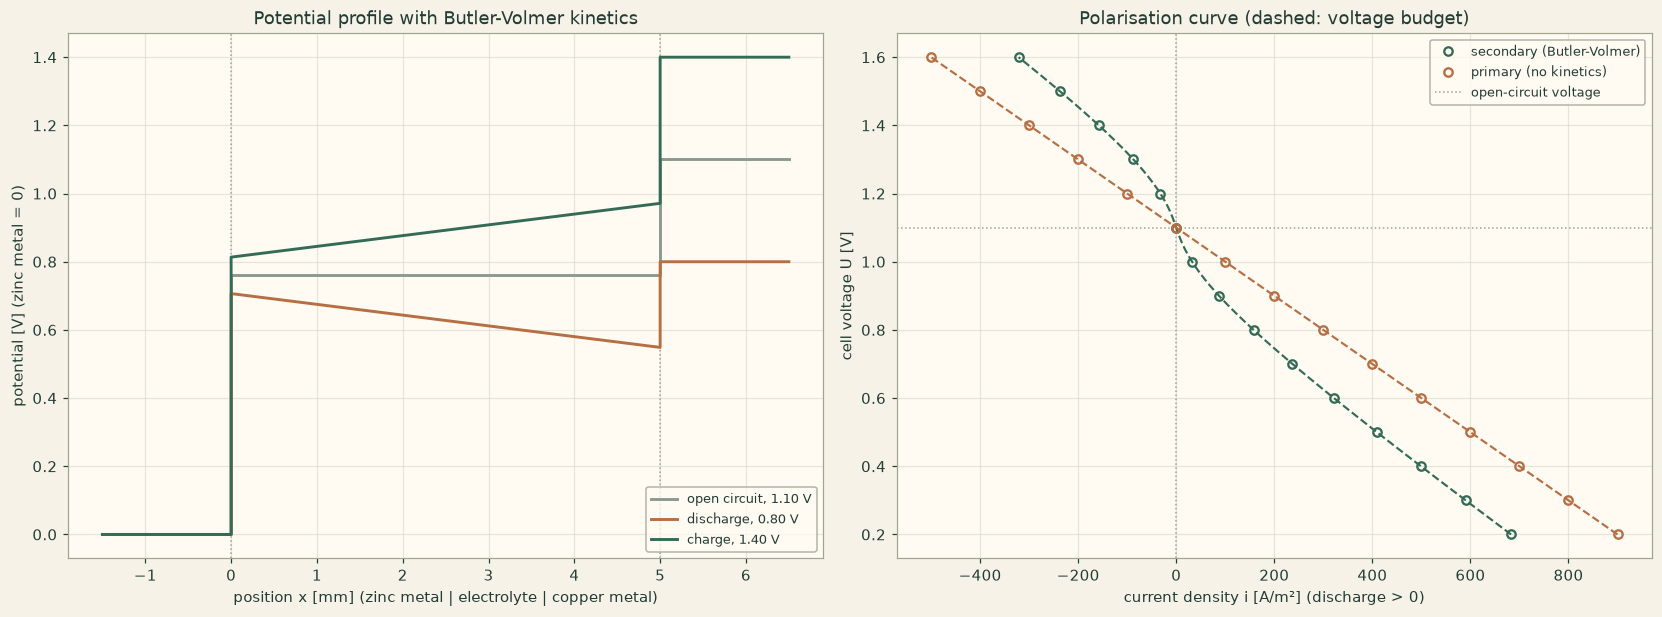 Potential profile with Butler-Volmer kinetics
potential [V] (zinc metal = 0)
1.4
1.2
1.0
0.8
0.6
0.4
0.2
0.0
open circuit, 1.10 V
discharge, 0.80 V
charge, 1.40 V
−1 0 1 2 3 4 5 6
position x [mm] (zinc metal | electrolyte | copper metal)
Polarisation curve (dashed: voltage budget)
cell voltage U [V]
1.6
1.4
1.2
1.0
0.8
0.6
0.4
0.2
secondary (Butler-Volmer)
primary (no kinetics)
open-circuit voltage
−400 −200 0 200 400 600 800
current density i [A/m²] (discharge > 0)